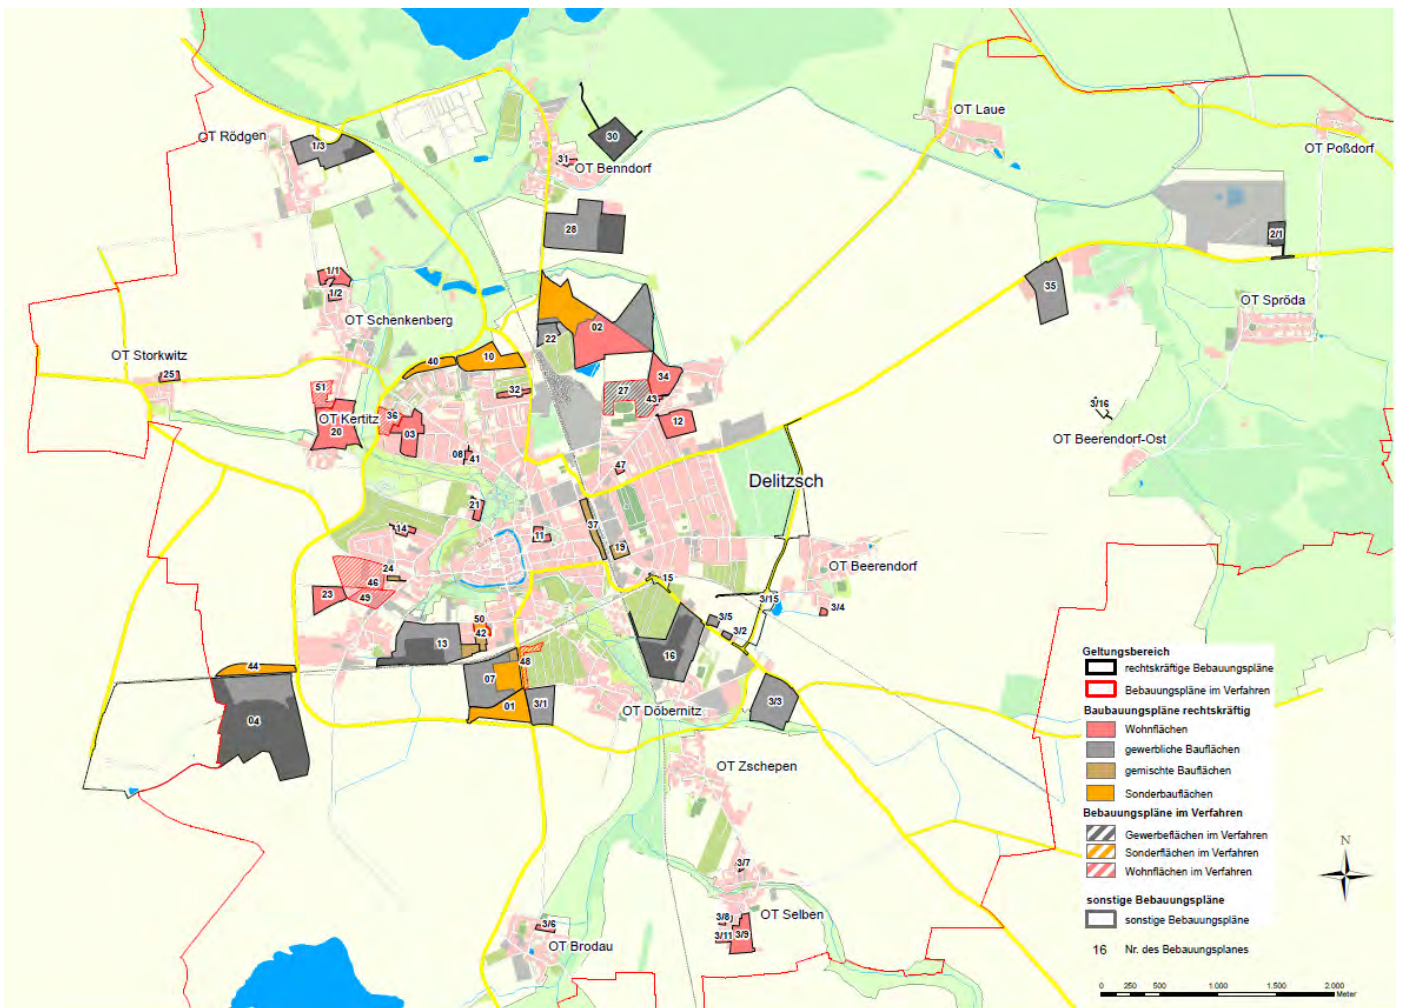 OT Laue
OT Rödgen
1/3
30
OT Poßdorf
31
OT Benndorf
28
2/1
1/1
1/2
35
OT Spröda
OT Schenkenberg
02
22
OT Storkwitz
40
10
25
34
51
32
27
43
3/16
OT Kertitz
36
20
03
12
OT Beerendorf-Ost
08
41
47
Delitzsch
21
37
14
11
19
OT Beerendorf
24
46
15
23
49
3/15
3/4
50
3/5
42
3/2
13
16
48
44
07
01
3/1
3/3
OT Döbernitz
04
OT Zschepen
3/7
3/8
OT Selben
3/6
3/11
3/9
OT Brodau
Geltungsbereich
rechtskräftige Bebauungspläne
Bebauungspläne im Verfahren
Baubauungspläne rechtskräftig
Wohnflächen
gewerbliche Bauflächen
gemischte Bauflächen
Sonderbauflächen
Bebauungspläne im Verfahren
Gewerbeflächen im Verfahren
Sonderflächen im Verfahren
Wohnflächen im Verfahren
sonstige Bebauungspläne
sonstige Bebauungspläne
16 Nr. des Bebauungsplanes
N
0 250 500 1.000 1.500 2.000
Meter